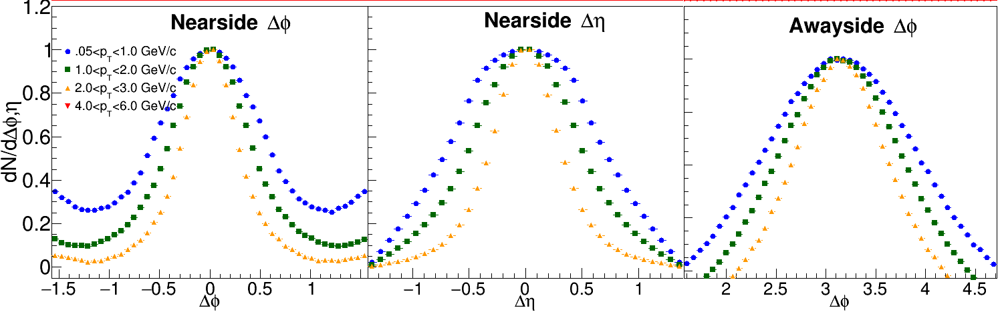 Nearside Δϕ
Nearside Δη
Awayside Δϕ
.05<p_T<1.0 GeV/c
1.0<p_T<2.0 GeV/c
2.0<p_T<3.0 GeV/c
4.0<p_T<6.0 GeV/c
dN/dΔϕ,η
1.2
1
0.8
0.6
0.4
0.2
0
−1.5 −1 −0.5 0 0.5 1
Δϕ
−1 −0.5 0 0.5 1
Δη
2 2.5 3 3.5 4 4.5
Δϕ